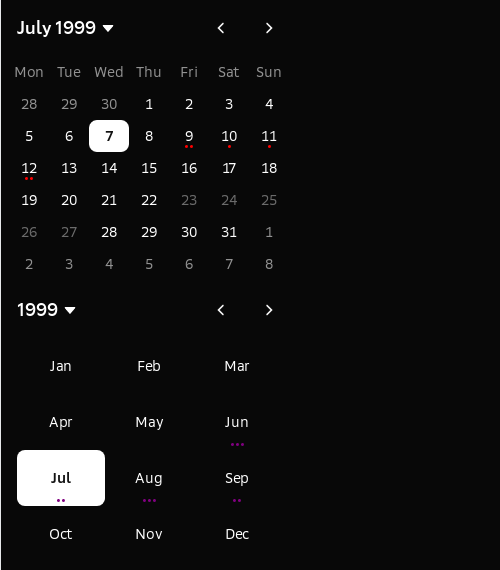 July 1999
Mon Tue Wed Thu Fri Sat Sun
28 29 30 1 2 3 4
5 6 7 8 9 10 11
12 13 14 15 16 17 18
19 20 21 22 23 24 25
26 27 28 29 30 31 1
2 3 4 5 6 7 8
1999
Jan Feb Mar
Apr May Jun
Jul Aug Sep
Oct Nov Dec